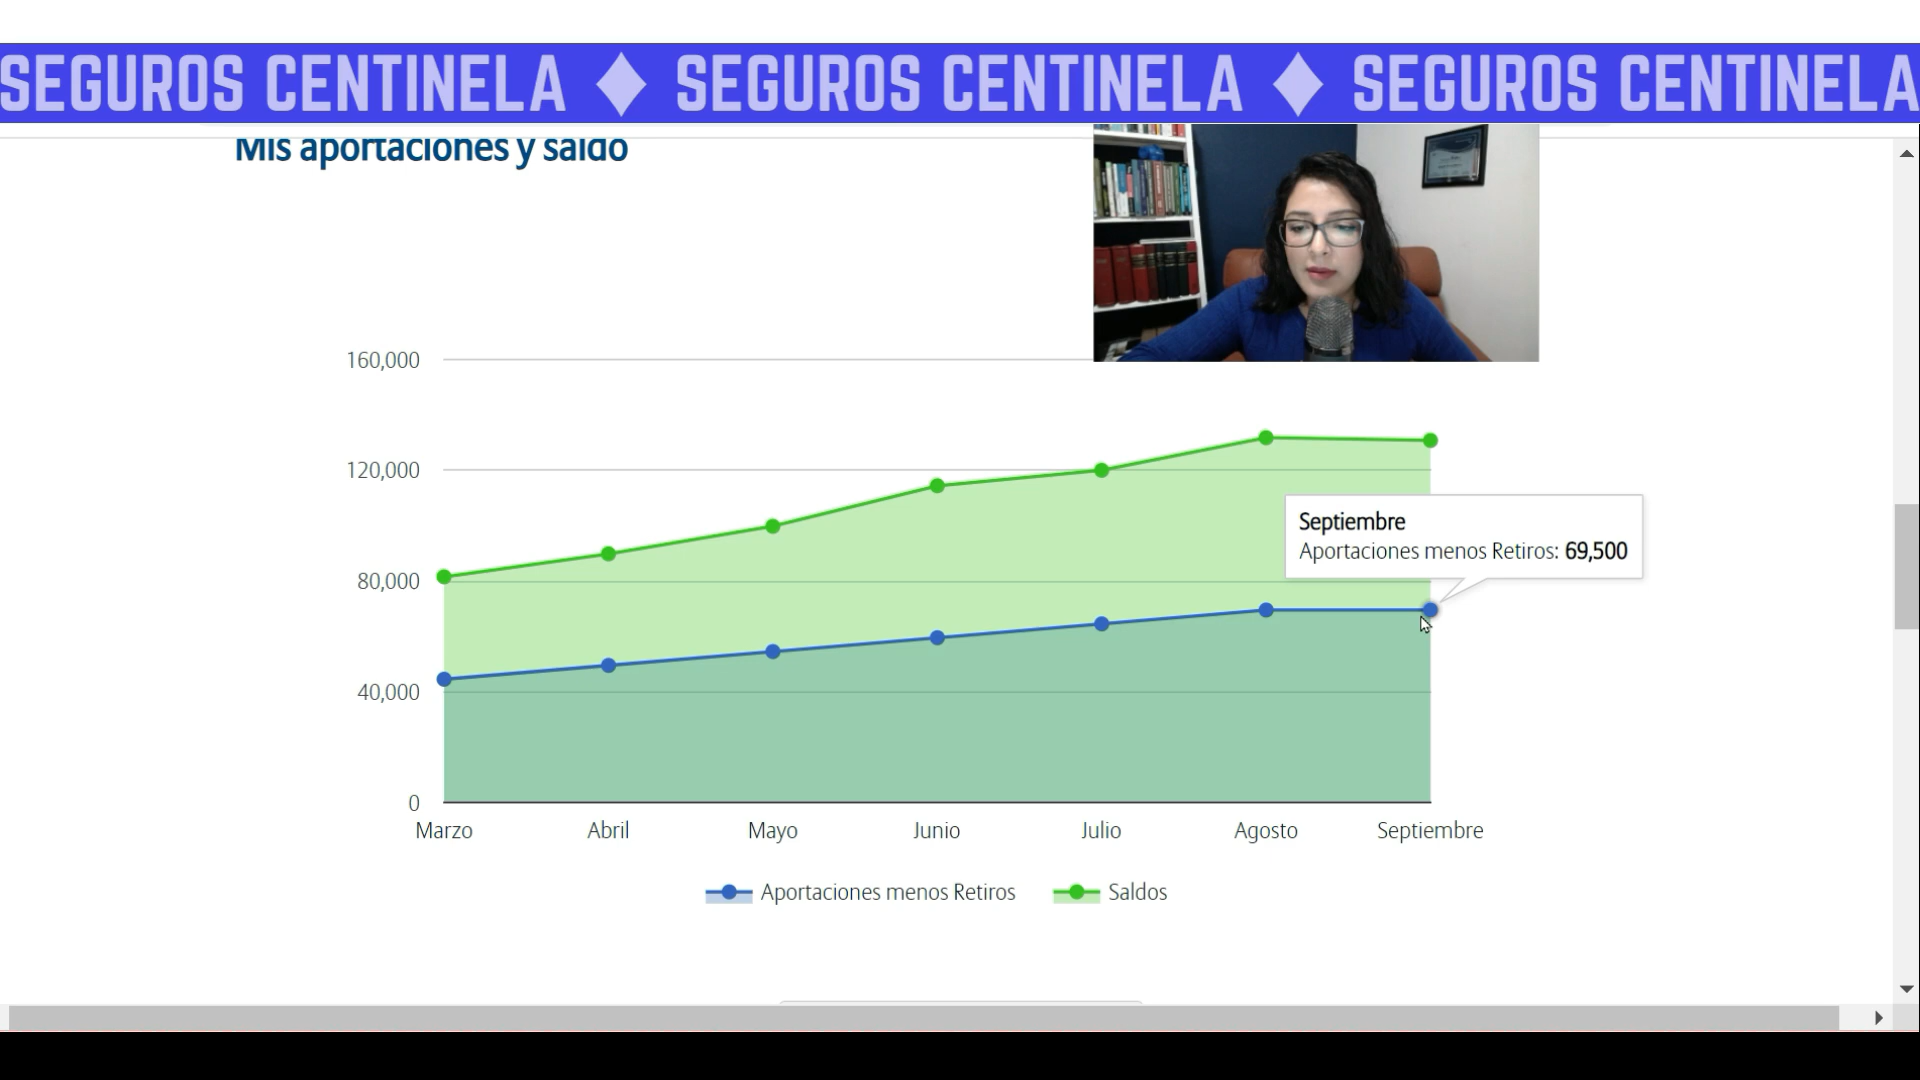 SEGUROS CENTINELA ♦ SEGUROS CENTINELA ♦ SEGUROS CENTINELA
Mis aportaciones y saldo
160,000
120,000
80,000
40,000
0
Septiembre
Aportaciones menos Retiros: 69,500
Marzo Abril Mayo Junio Julio Agosto Septiembre
Aportaciones menos Retiros Saldos